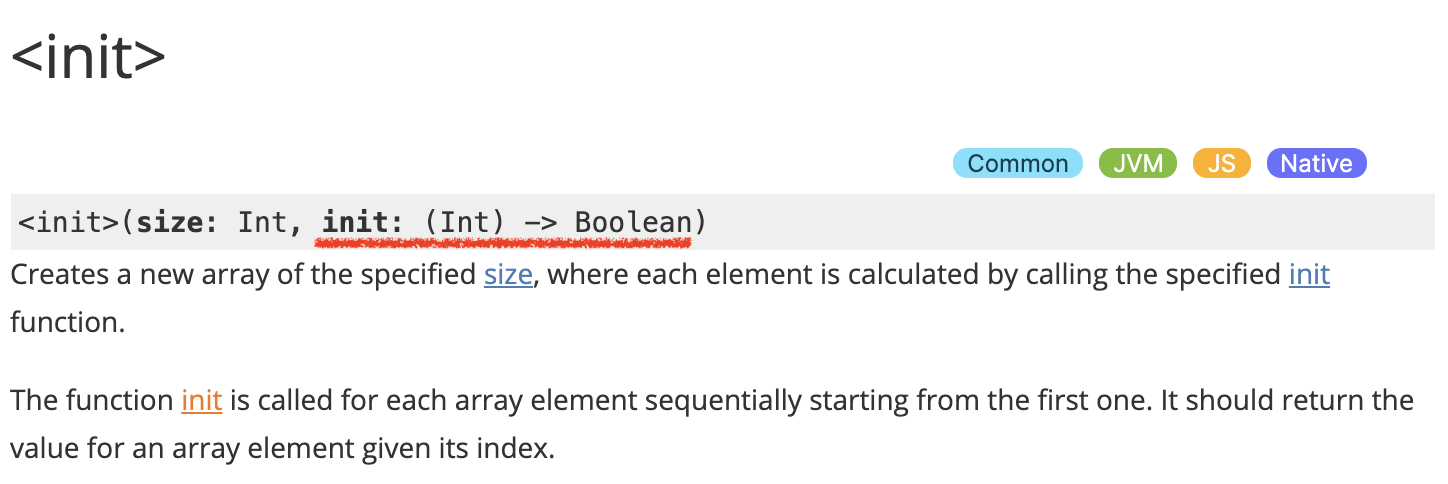 <init>
Common JVM JS Native
<init>(size: Int, init: (Int) -> Boolean)
Creates a new array of the specified size, where each element is calculated by calling the specified init
function.
The function init is called for each array element sequentially starting from the first one. It should return the
value for an array element given its index.